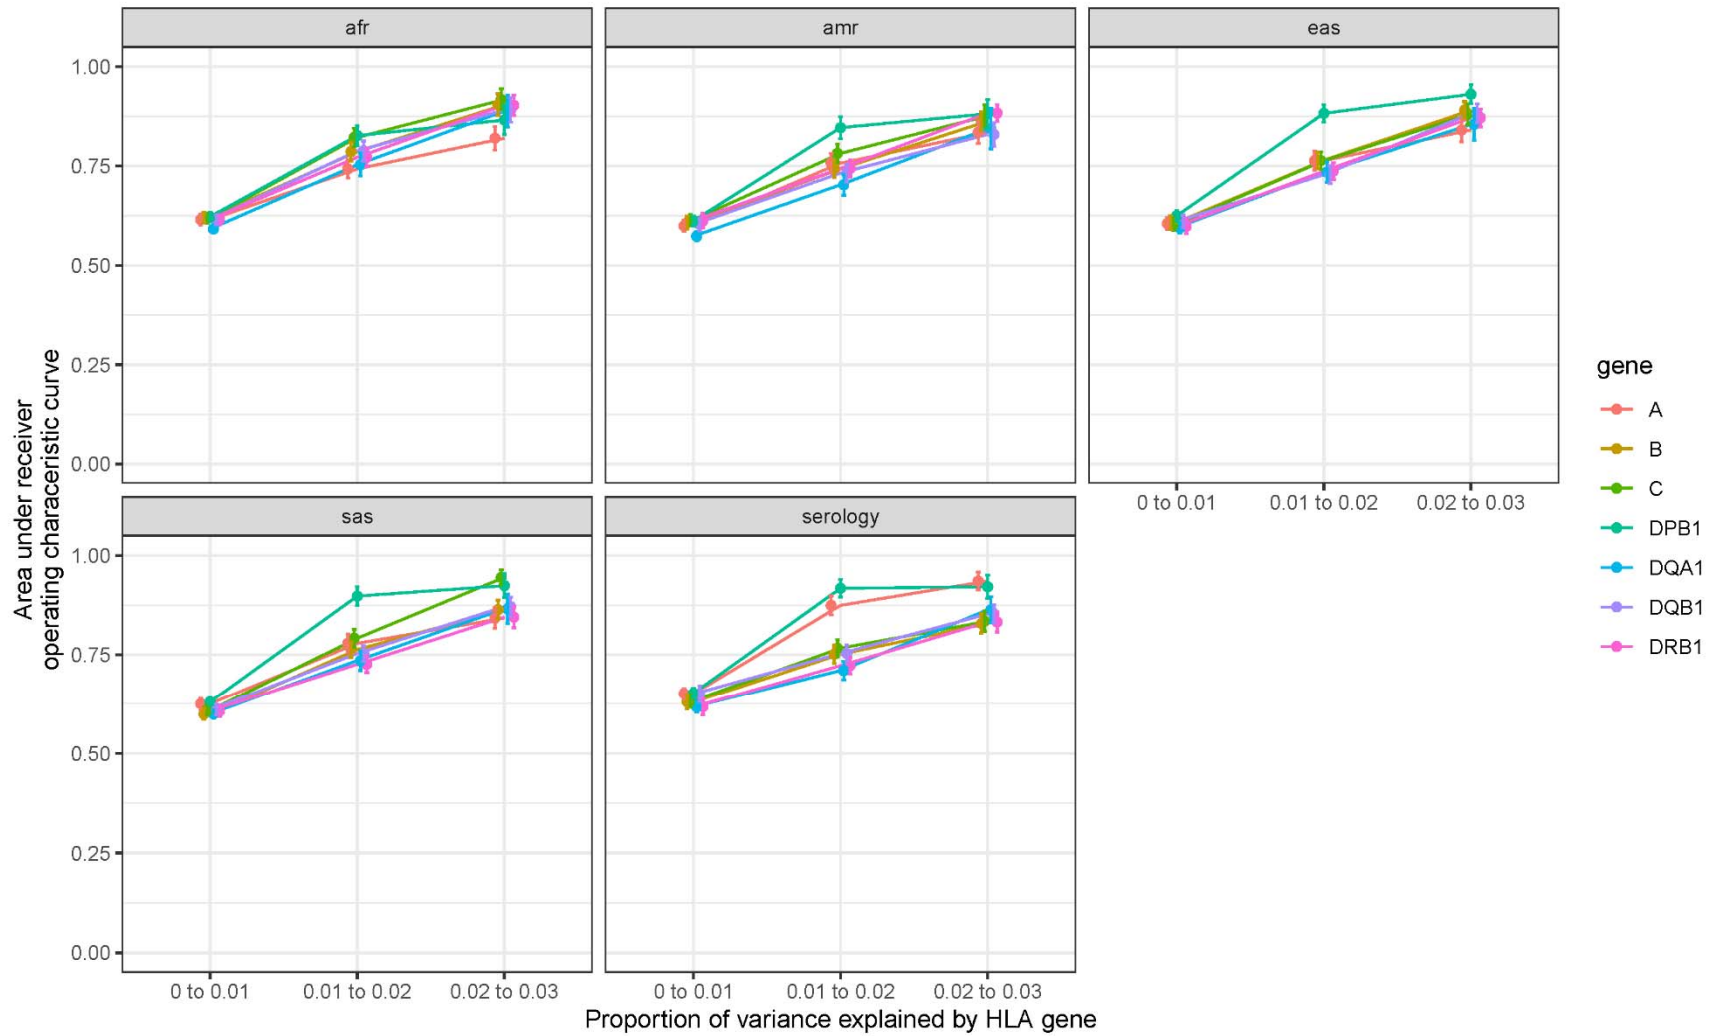 afr
amr
eas
1.00
0.75
0.50
0.25
0.00
0 to 0.01 0.01 to 0.02 0.02 to 0.03
sas
serology
1.00
0.75
0.50
0.25
0.00
0 to 0.01 0.01 to 0.02 0.02 to 0.03
0 to 0.01 0.01 to 0.02 0.02 to 0.03
Area under receiver
operating characeristic curve
Proportion of variance explained by HLA gene
gene
A
B
C
DPB1
DQA1
DQB1
DRB1